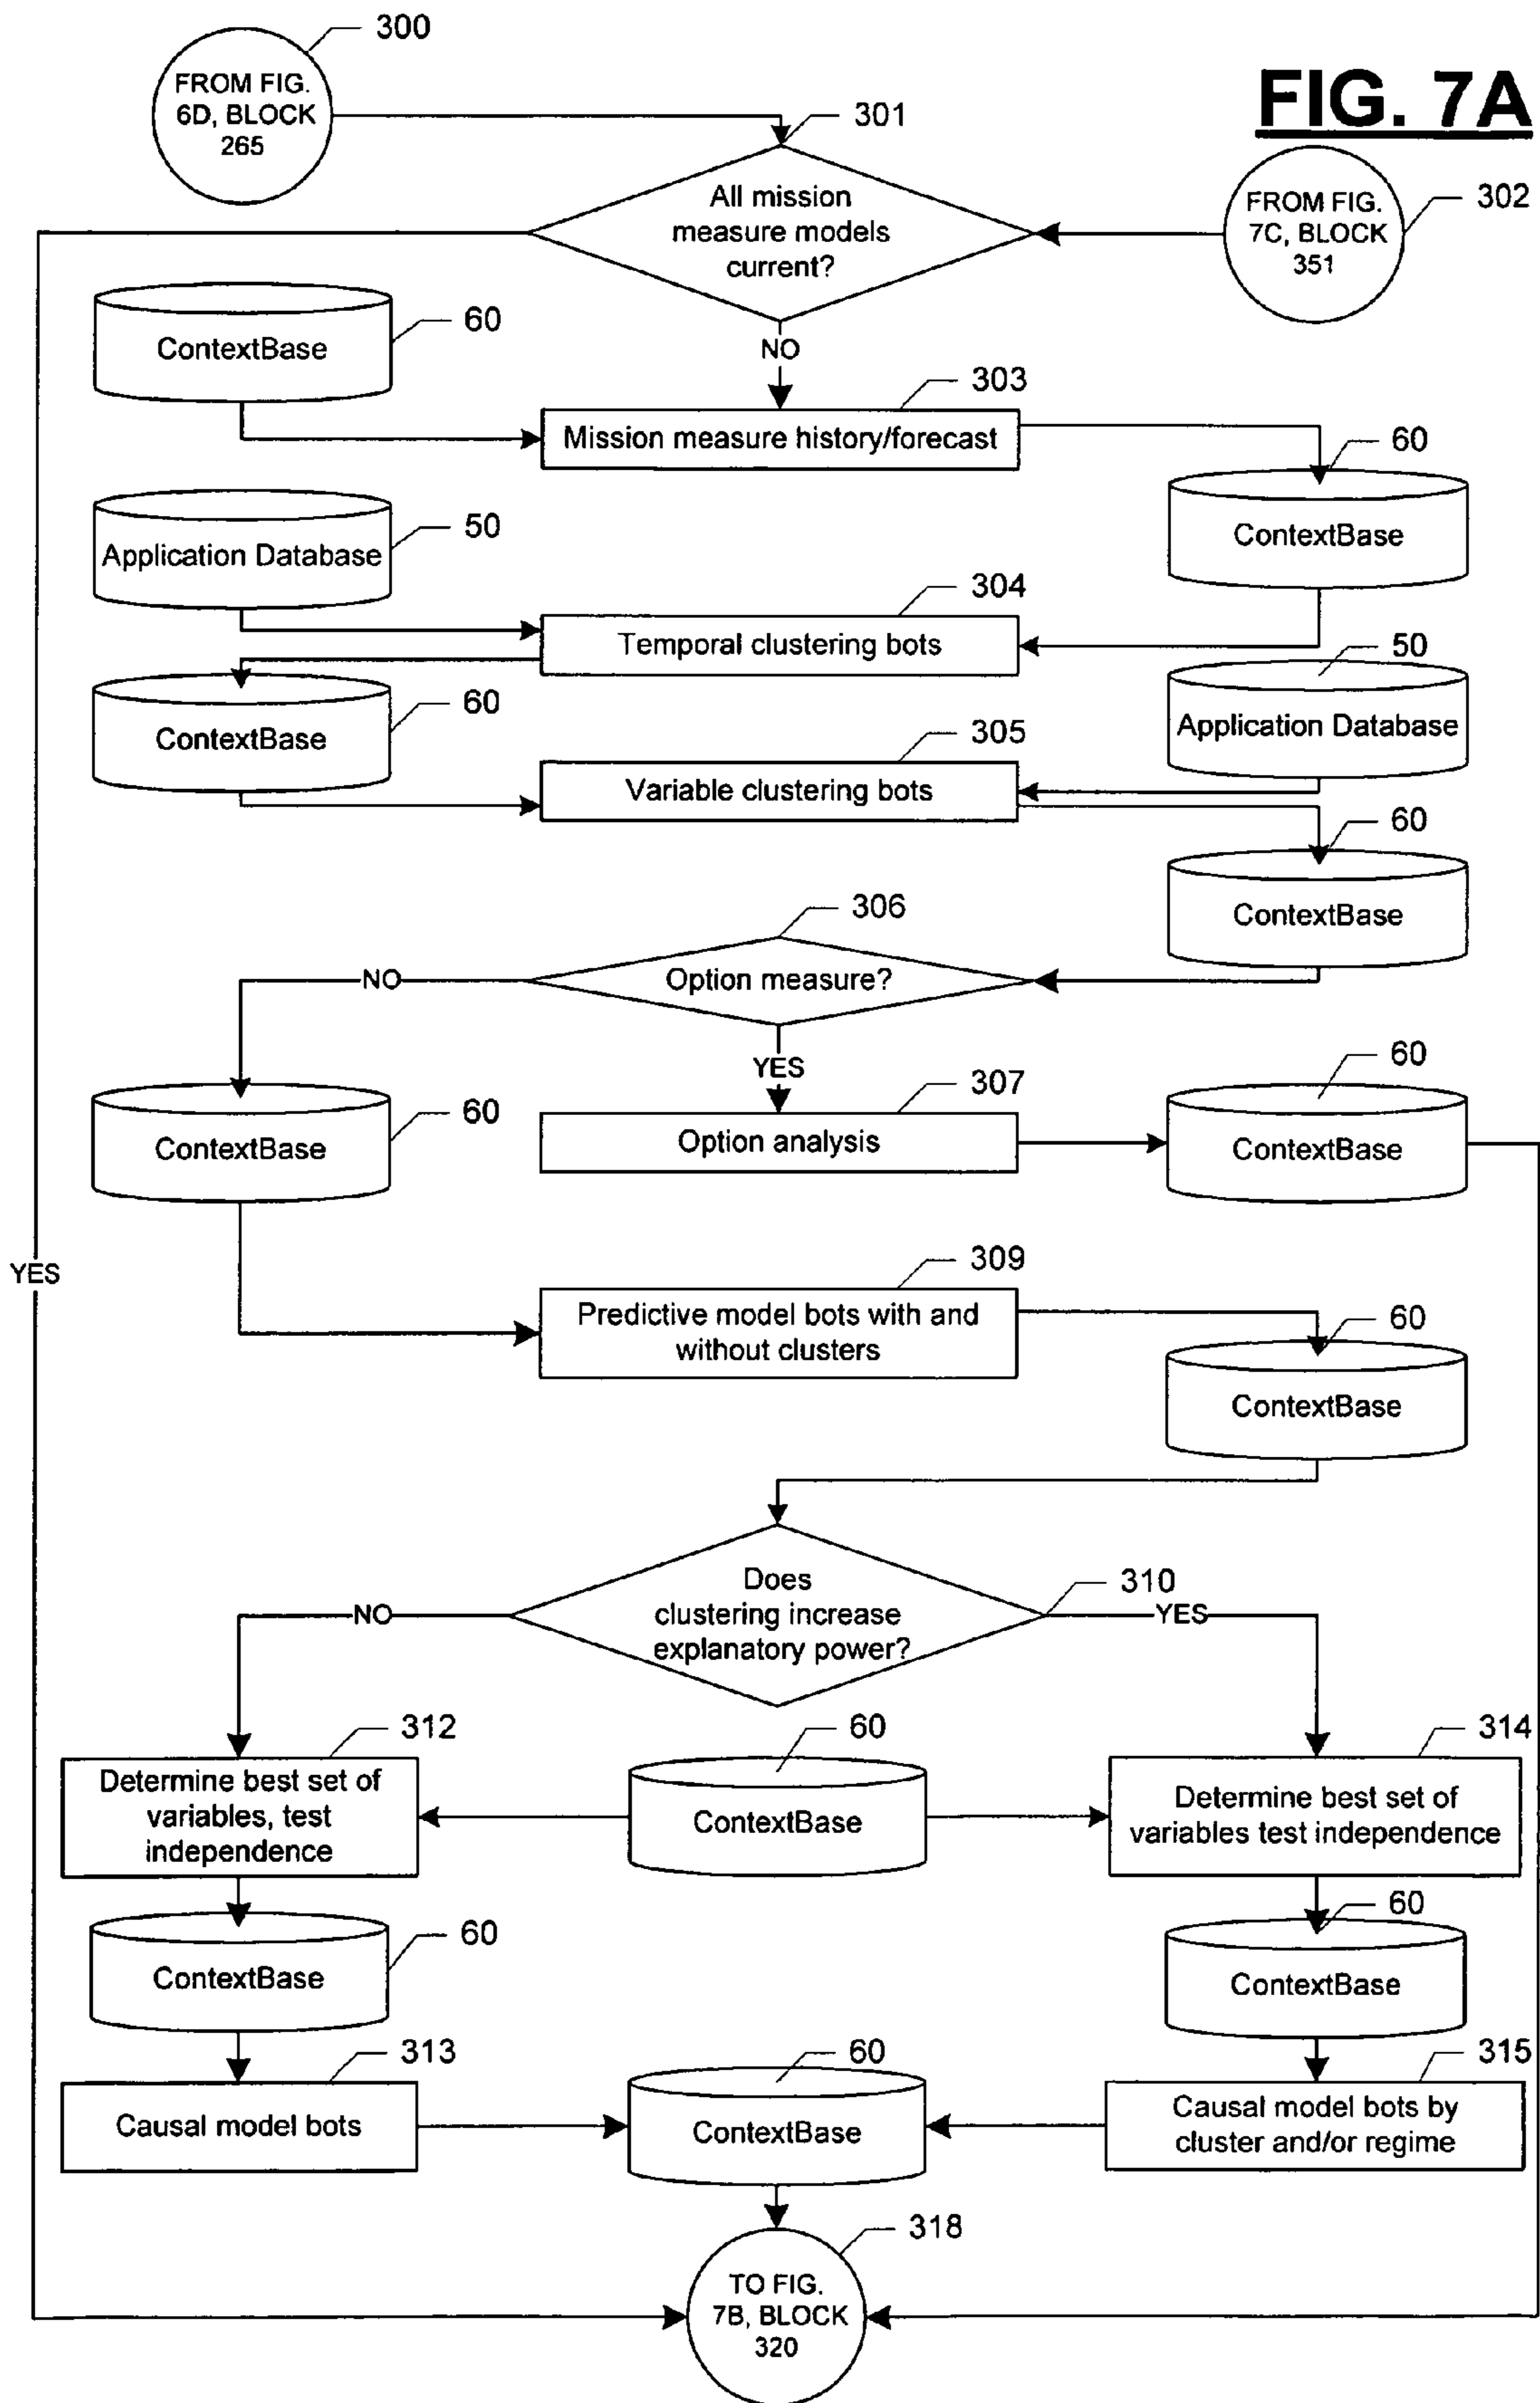 300
FROM FIG.
6D, BLOCK
265
FIG. 7A
301
All mission
measure models
current?
302
FROM FIG.
7C, BLOCK
351
60
ContextBase
NO
303
Mission measure history/forecast
60
ContextBase
50
Application Database
304
Temporal clustering bots
50
Application Database
60
ContextBase
305
Variable clustering bots
60
ContextBase
306
Option measure?
NO
YES
60
ContextBase
307
Option analysis
60
ContextBase
YES
309
Predictive model bots with and
without clusters
60
ContextBase
310
Does
clustering increase
explanatory power?
NO
YES
312
Determine best set of
variables, test
independence
60
ContextBase
314
Determine best set of
variables test independence
60
ContextBase
60
ContextBase
313
Causal model bots
60
ContextBase
315
Causal model bots by
cluster and/or regime
318
TO FIG.
7B, BLOCK
320